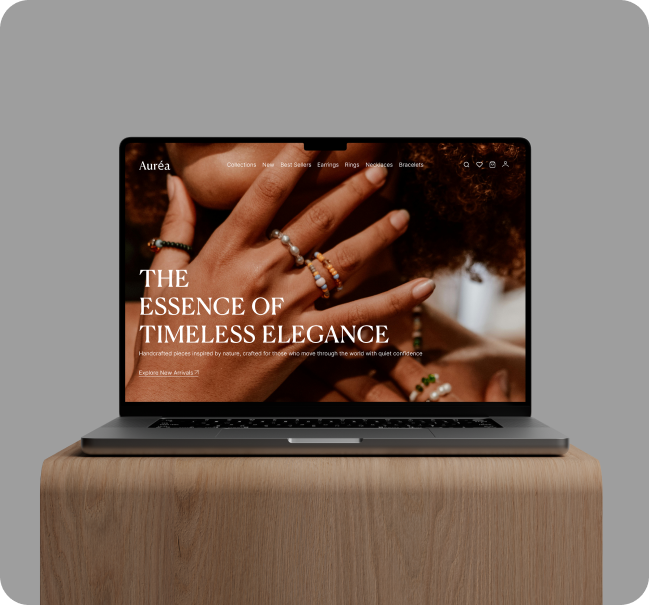 Auréa
Collections New Best Sellers Earrings Rings Necklaces Bracelets
THE
ESSENCE OF
TIMELESS ELEGANCE
Handcrafted pieces inspired by nature, crafted for those who move through the world with quiet confidence
Explore New Arrivals